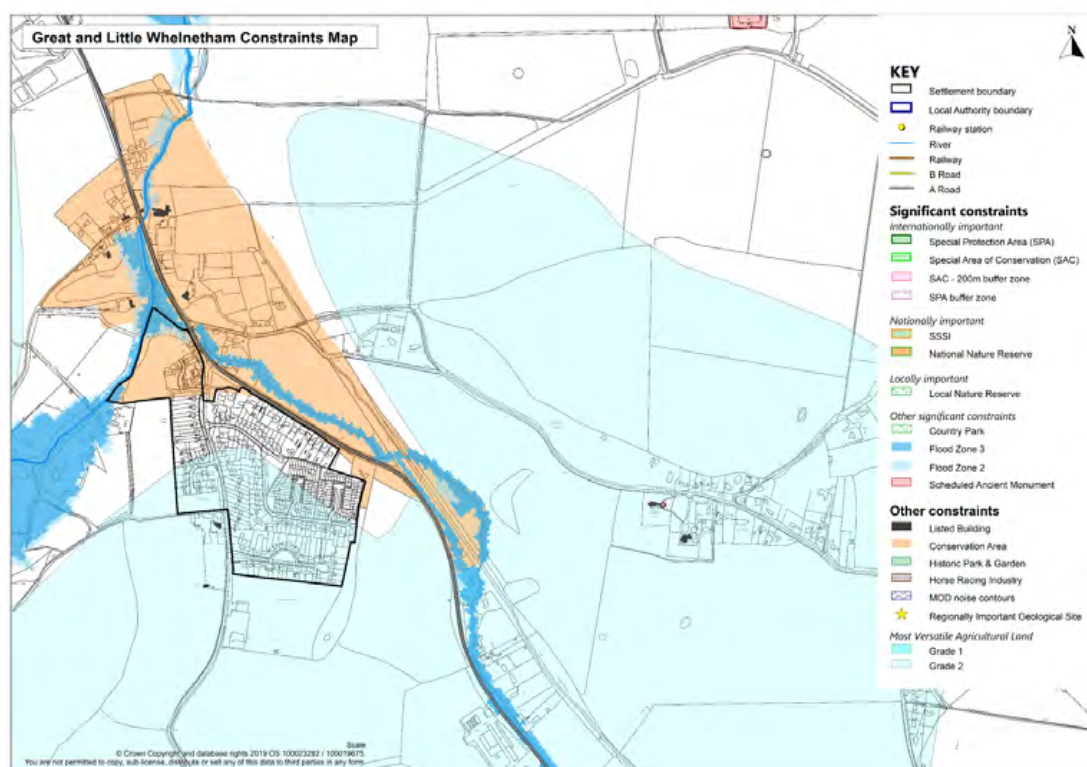 Great and Little Whelnetham Constraints Map
N
KEY
Settlement boundary
Local Authority boundary
Railway station
River
Railway
B Road
A Road
Significant constraints
Internationally important
Special Protection Area (SPA)
Special Area of Conservation (SAC)
SAC - 200m buffer zone
SPA buffer zone
Nationally important
SSSI
National Nature Reserve
Locally important
Local Nature Reserve
Other significant constraints
Country Park
Flood Zone 3
Flood Zone 2
Scheduled Ancient Monument
Other constraints
Listed Building
Conservation Area
Historic Park & Garden
Horse Racing Industry
MOD noise contours
Regionally Important Geological Site
Most Versatile Agricultural Land
Grade 1
Grade 2
Scale
© Crown Copyright and database rights 2019 OS 100023282 / 100019675.
You are not permitted to copy, sub-license, distribute or sell any of this data to third parties in any form.